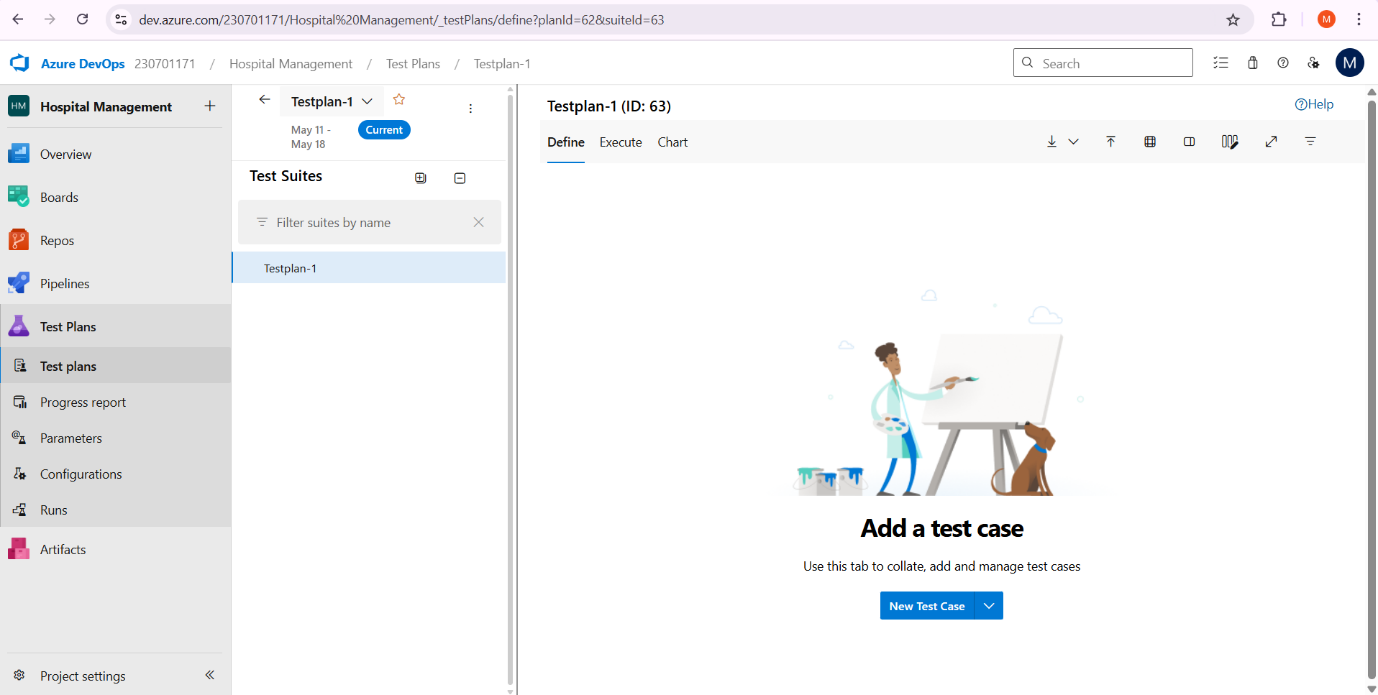 dev.azure.com/230701171/Hospital%20Management/_testPlans/define?planId=62&suiteId=63
M
Azure DevOps 230701171 / Hospital Management / Test Plans / Testplan-1
Search
M
HM Hospital Management +
Overview
Boards
Repos
Pipelines
Test Plans
Test plans
Progress report
Parameters
Configurations
Runs
Artifacts
Project settings
Testplan-1
May 11 -
May 18
Current
Test Suites
Filter suites by name
Testplan-1
Testplan-1 (ID: 63)
Help
Define Execute Chart
Add a test case
Use this tab to collate, add and manage test cases
New Test Case